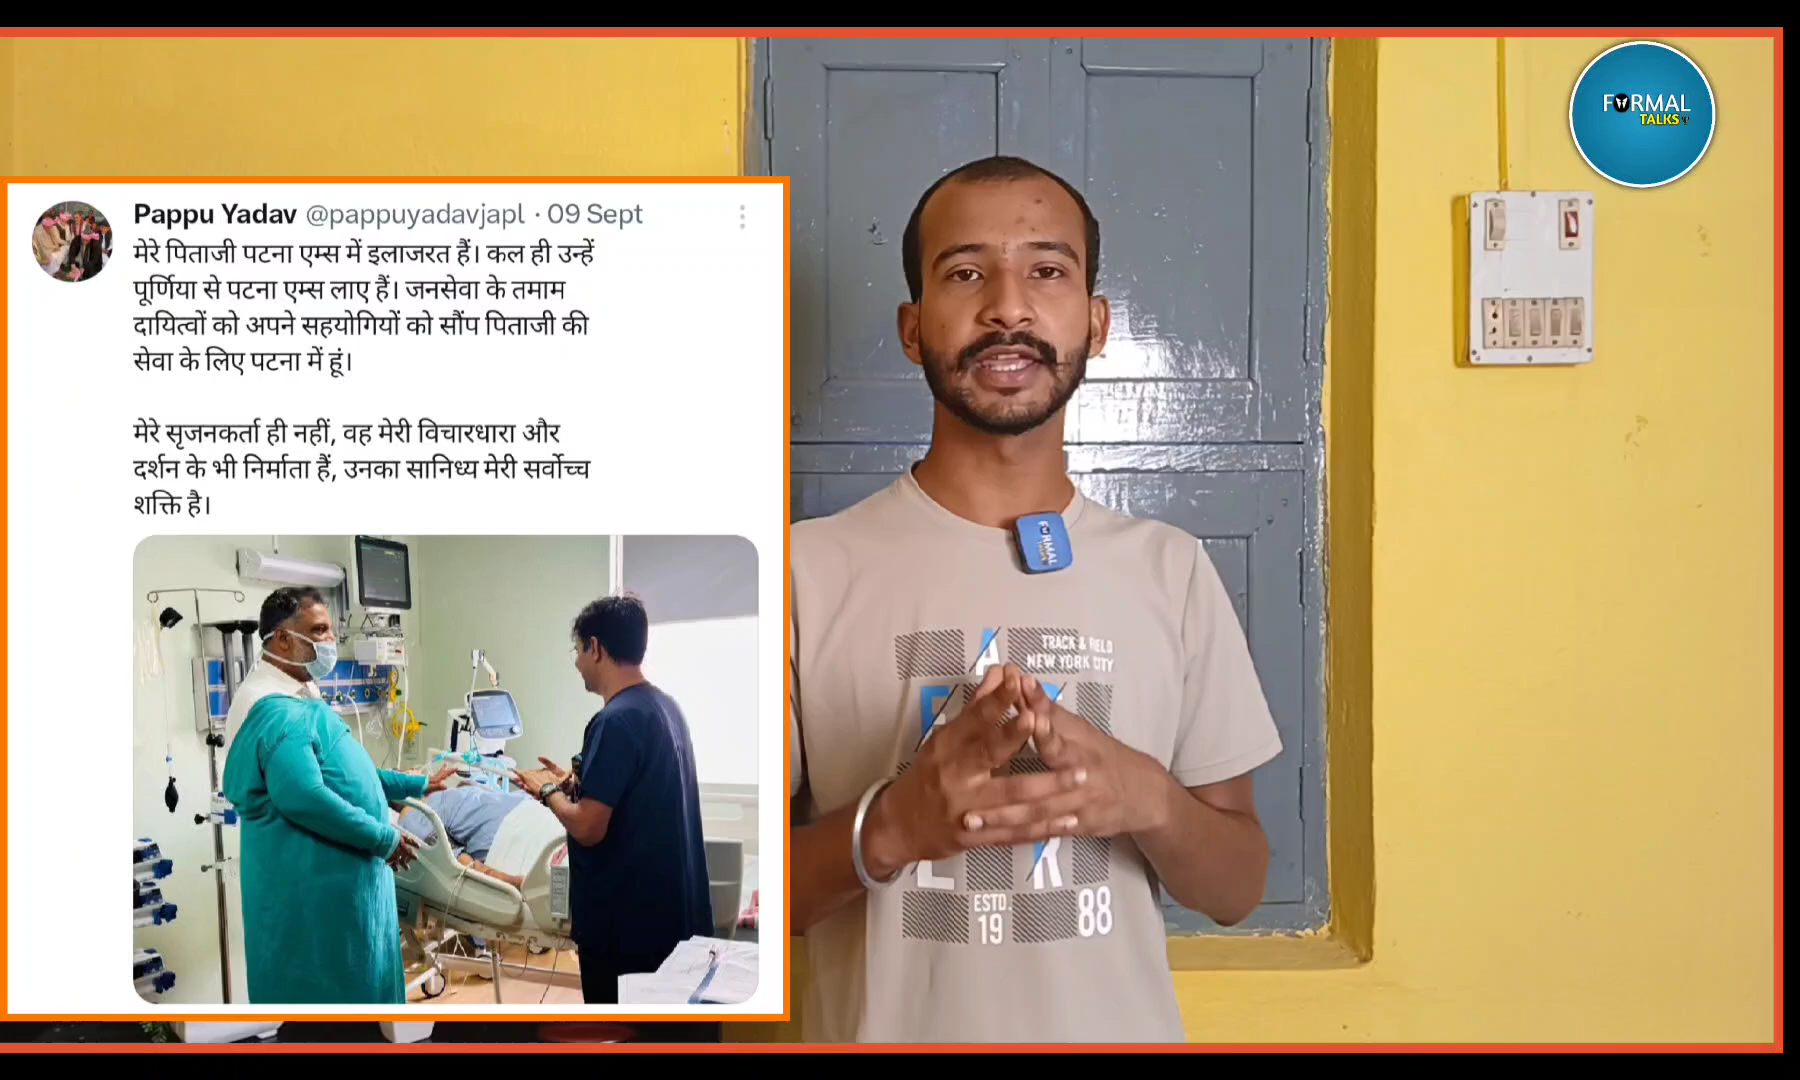 FORMAL
TALKS
Pappu Yadav @pappuyadavjapl · 09 Sept
मेरे पिताजी पटना एम्स में इलाजरत हैं। कल ही उन्हें
पूर्णिया से पटना एम्स लाए हैं। जनसेवा के तमाम
दायित्वों को अपने सहयोगियों को सौंप पिताजी की
सेवा के लिए पटना में हूं।
मेरे सृजनकर्ता ही नहीं, वह मेरी विचारधारा और
दर्शन के भी निर्माता हैं, उनका सानिध्य मेरी सर्वोच्च
शक्ति है।
FORMAL
TRACK & FIELD
NEW YORK CITY
A
E
R
ESTD.
19
88